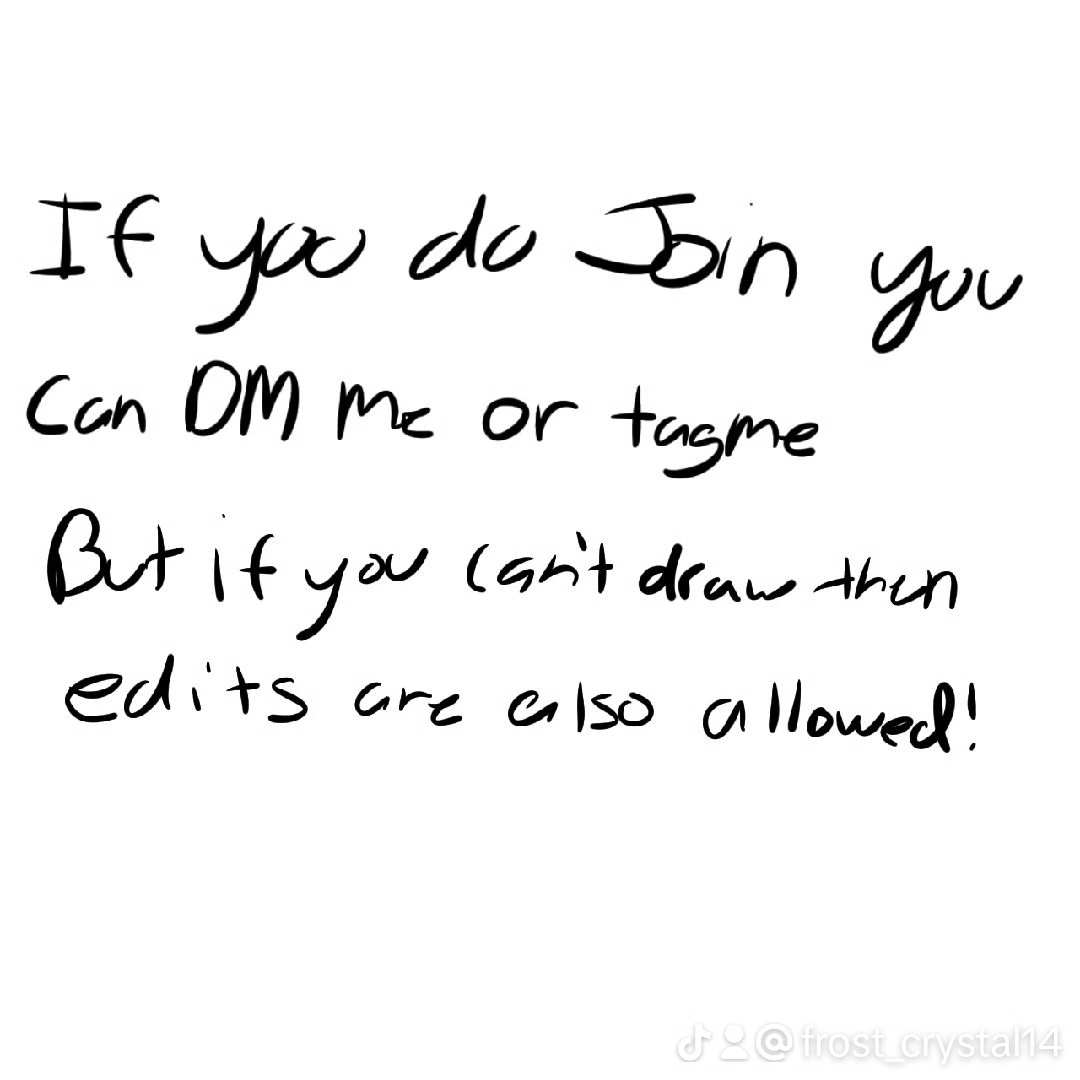 If you do Join you
can DM me or tagme
But if you can't draw then
edits are also allowed!
@frost_crystal14